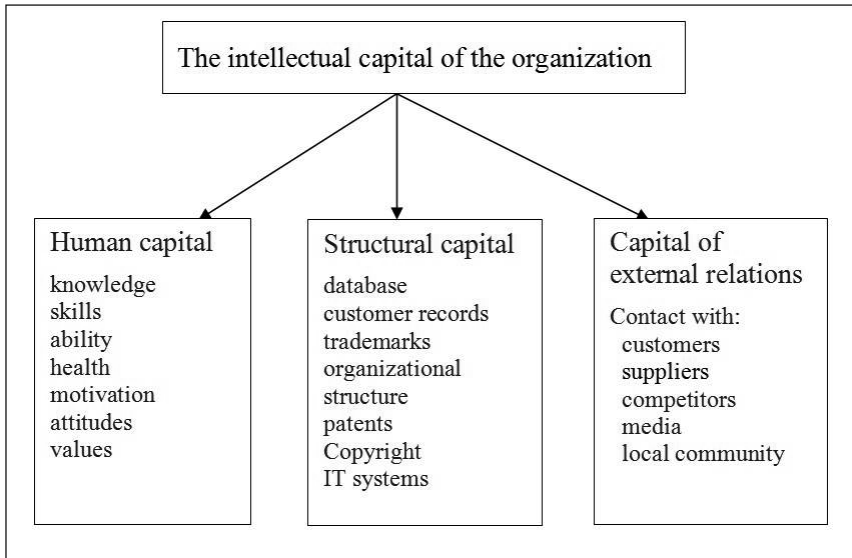 The intellectual capital of the organization
Human capital
knowledge
skills
ability
health
motivation
attitudes
values
Structural capital
database
customer records
trademarks
organizational
structure
patents
Copyright
IT systems
Capital of
external relations
Contact with:
customers
suppliers
competitors
media
local community